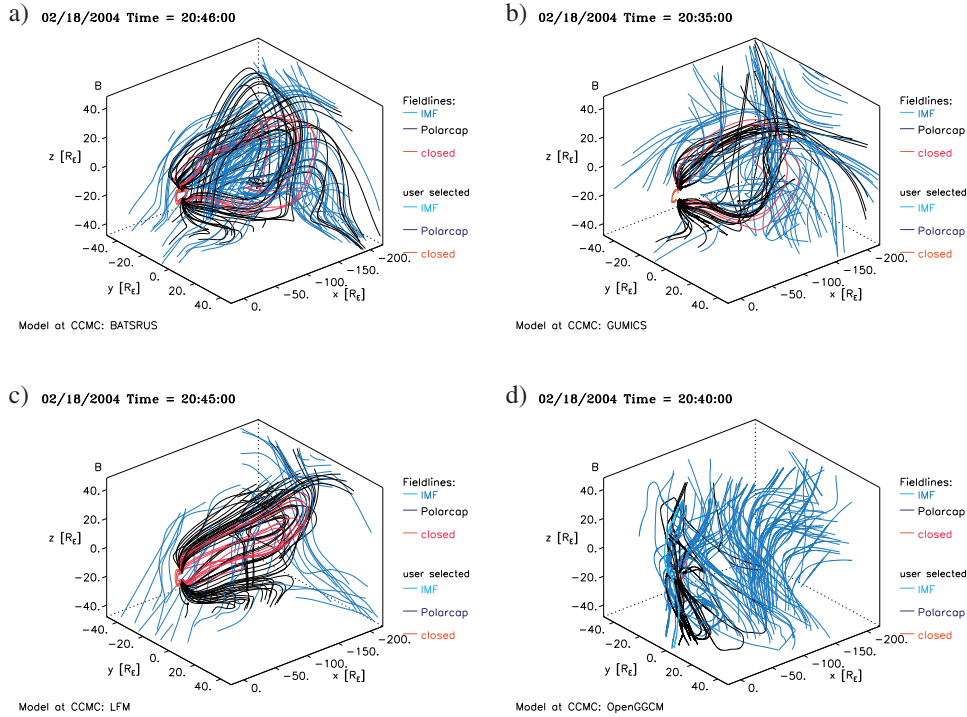 a) 02/18/2004 Time = 20:46:00
B
40.
20.
z [R_E] 0.
-20.
-40.
-40.
-20.
y [R_E] 0.
20.
40.
0.
-50.
x [R_E] -100.
-150.
-200.
Fieldlines:
IMF
Polarcap
closed
user selected
IMF
Polarcap
closed
Model at CCMC: BATSRUS
b) 02/18/2004 Time = 20:35:00
B
40.
20.
z [R_E] 0.
-20.
-40.
-40.
-20.
y [R_E] 0.
20.
40.
0.
-50.
x [R_E] -100.
-150.
-200.
Fieldlines:
IMF
Polarcap
closed
user selected
IMF
Polarcap
closed
Model at CCMC: GUMICS
c) 02/18/2004 Time = 20:45:00
B
40.
20.
z [R_E] 0.
-20.
-40.
-40.
-20.
y [R_E] 0.
20.
40.
0.
-50.
x [R_E] -100.
-150.
-200.
Fieldlines:
IMF
Polarcap
closed
user selected
IMF
Polarcap
closed
Model at CCMC: LFM
d) 02/18/2004 Time = 20:40:00
B
40.
20.
z [R_E] 0.
-20.
-40.
-40.
-20.
y [R_E] 0.
20.
40.
0.
-50.
x [R_E] -100.
-150.
-200.
Fieldlines:
IMF
Polarcap
closed
user selected
IMF
Polarcap
closed
Model at CCMC: OpenGGCM